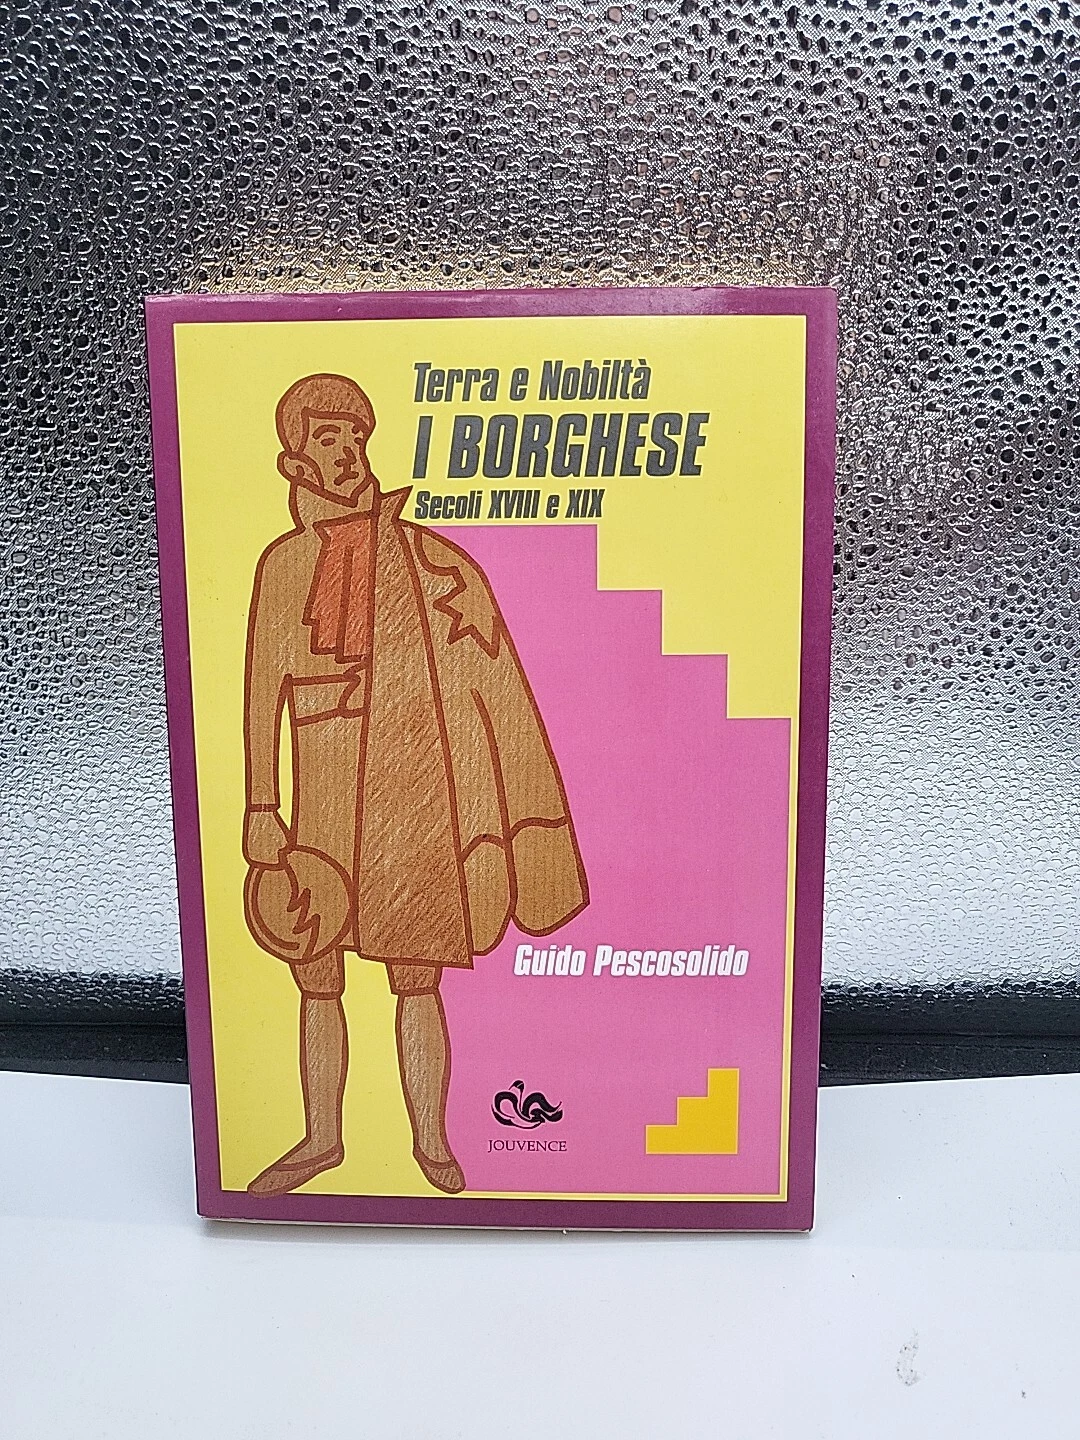 Terra e Nobiltà
I BORGHESE
Secoli XVIII e XIX
Guido Pescosolido
JOUVENCE